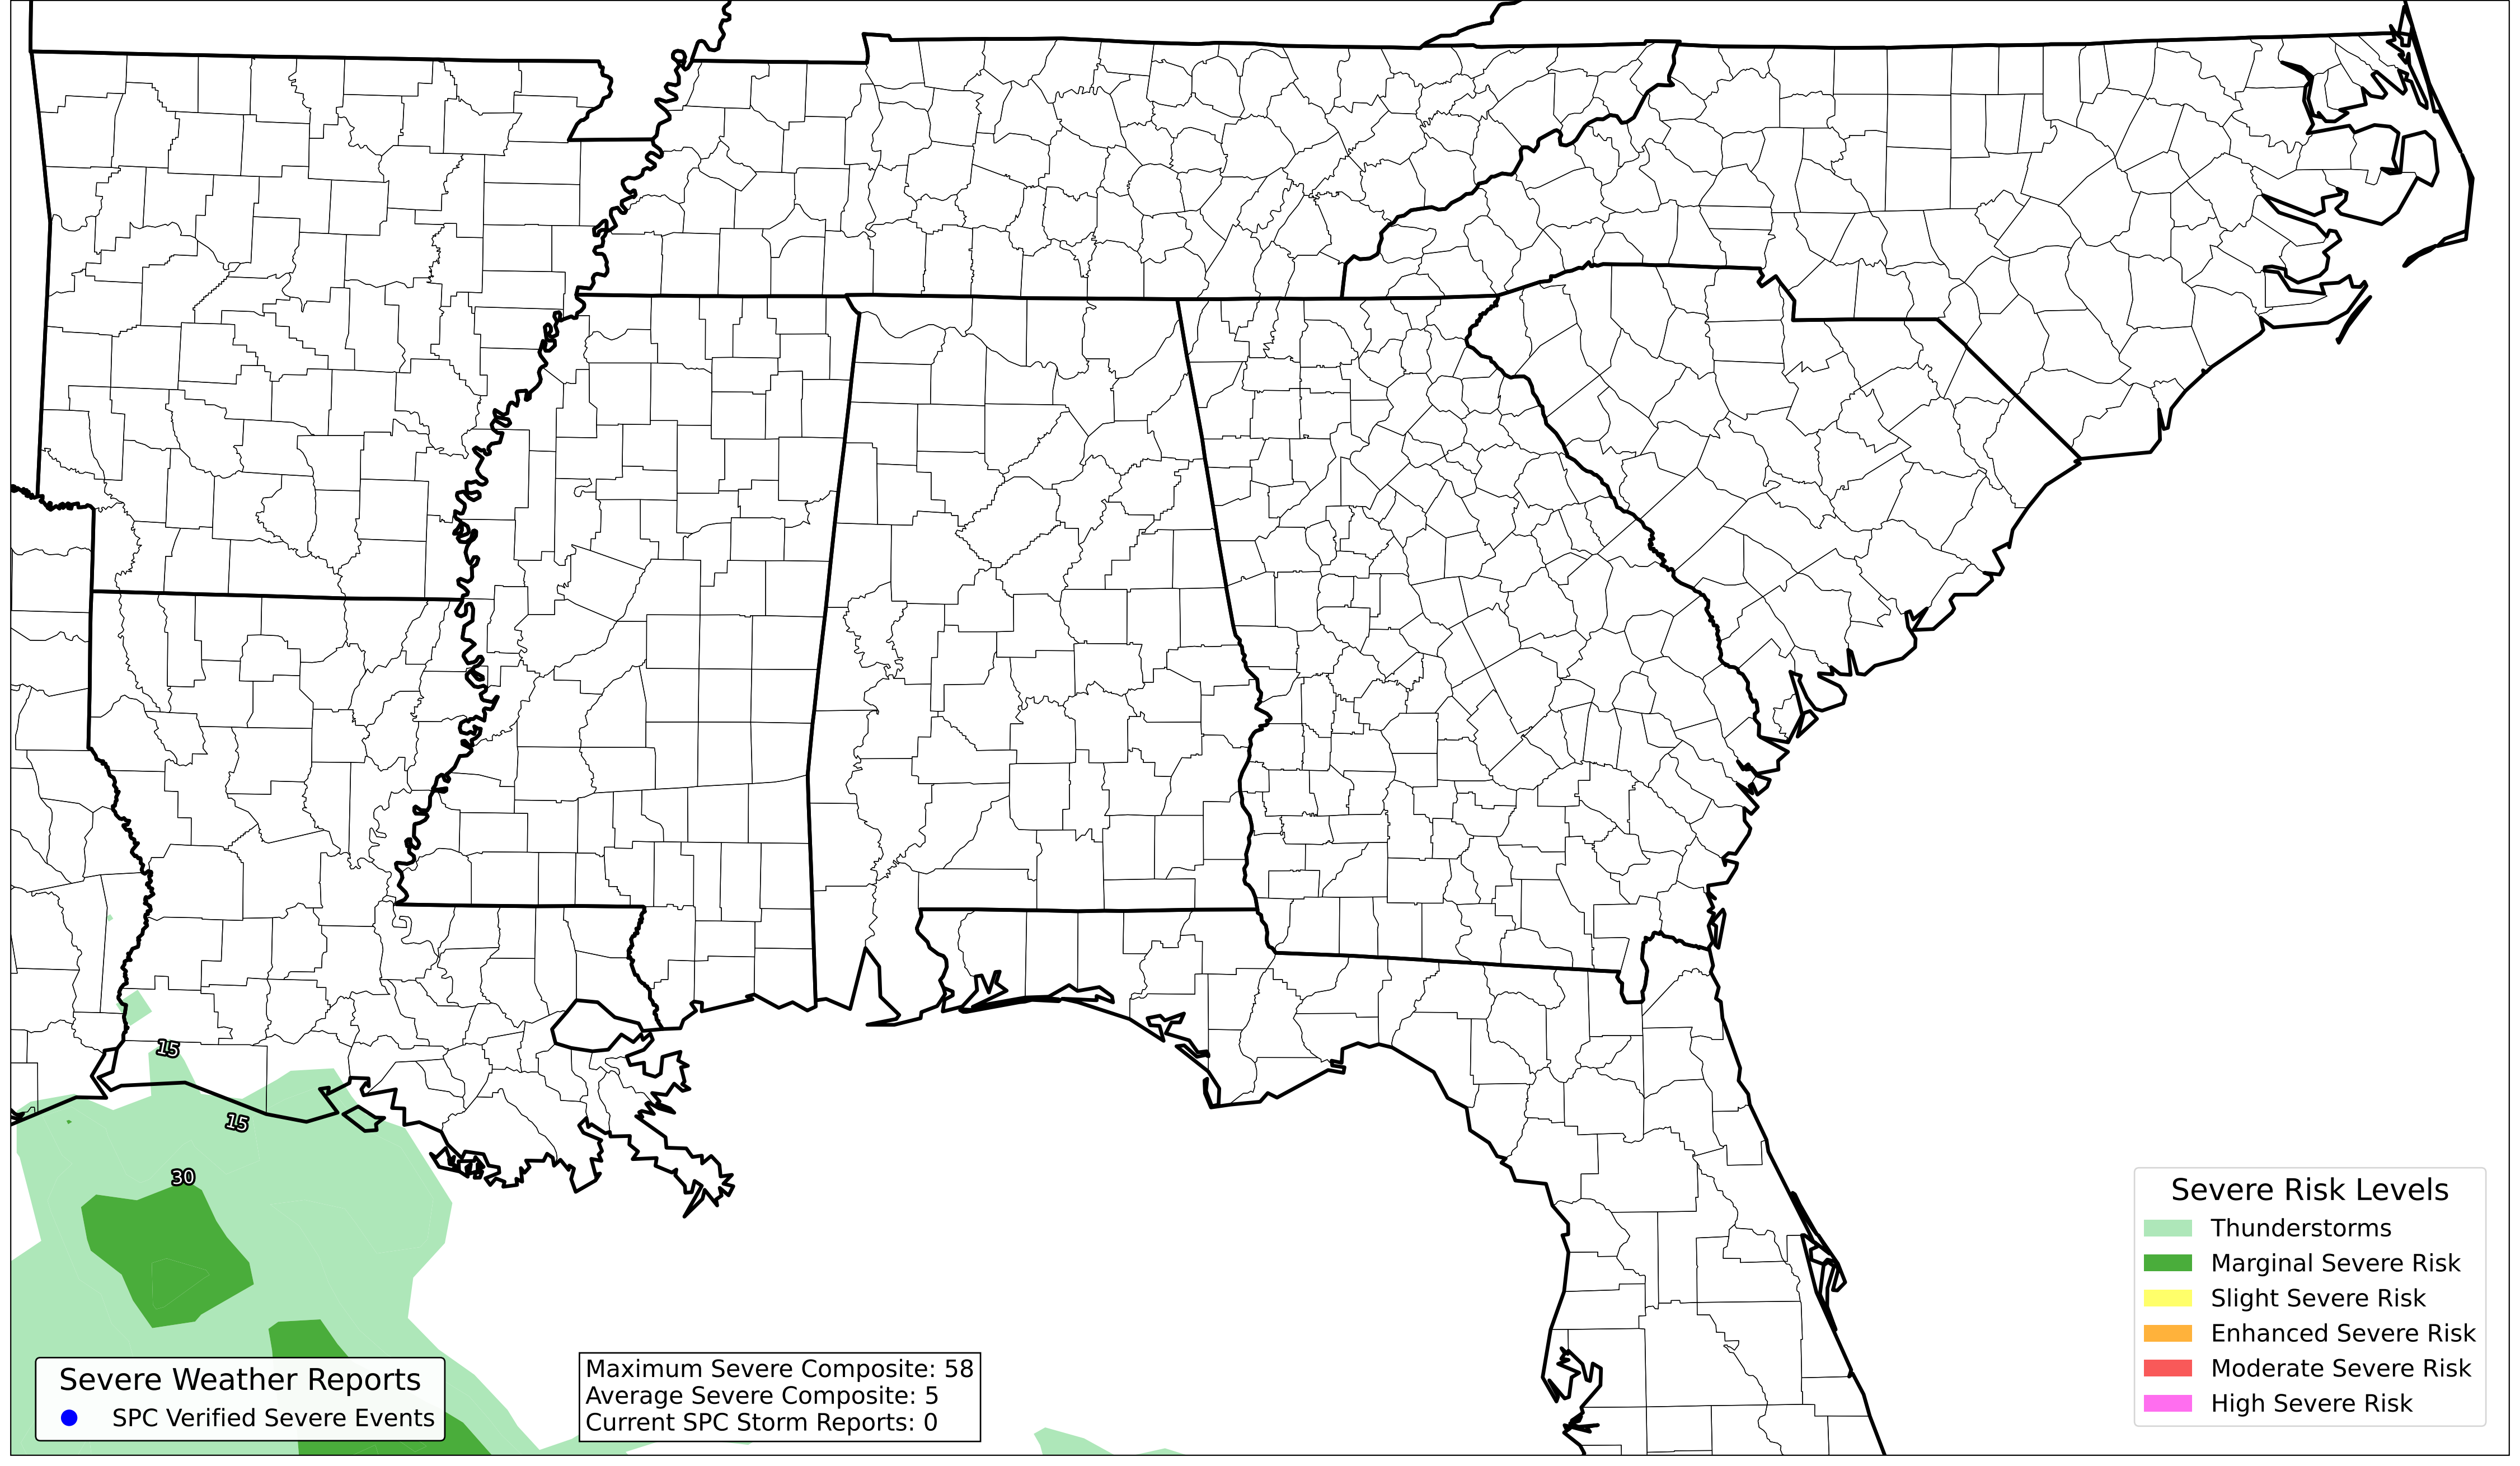 15
15
30
Severe Weather Reports
SPC Verified Severe Events
Maximum Severe Composite: 58
Average Severe Composite: 5
Current SPC Storm Reports: 0
Severe Risk Levels
Thunderstorms
Marginal Severe Risk
Slight Severe Risk
Enhanced Severe Risk
Moderate Severe Risk
High Severe Risk